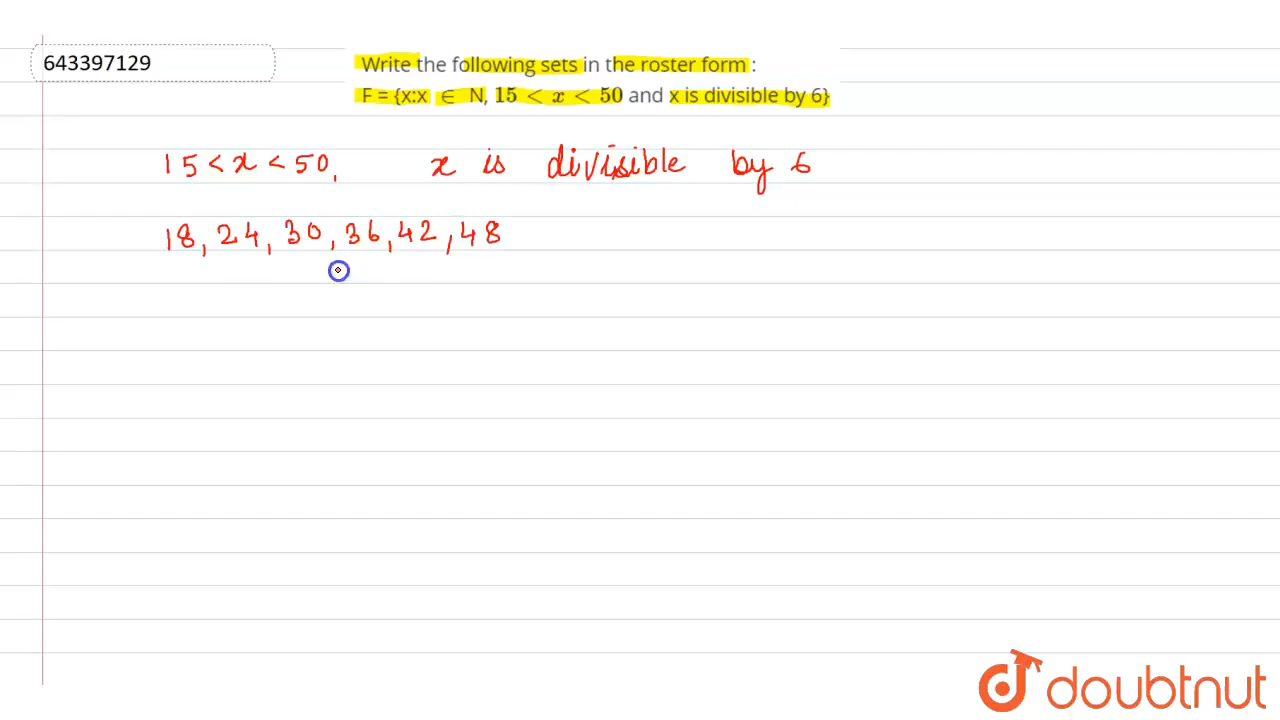 643397129
Write the following sets in the roster form :
F = {x:x ∈ N, 15 < x < 50 and x is divisible by 6}
15 < x < 50, x is divisible by 6
18, 24, 30, 36, 42, 48
doubtnut